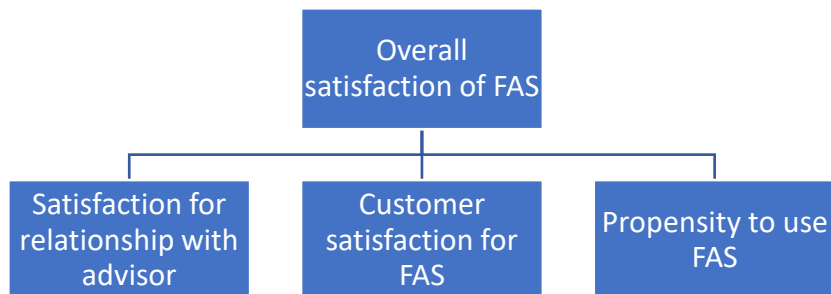 Overall
satisfaction of FAS
Satisfaction for
relationship with
advisor
Customer
satisfaction for
FAS
Propensity to use
FAS